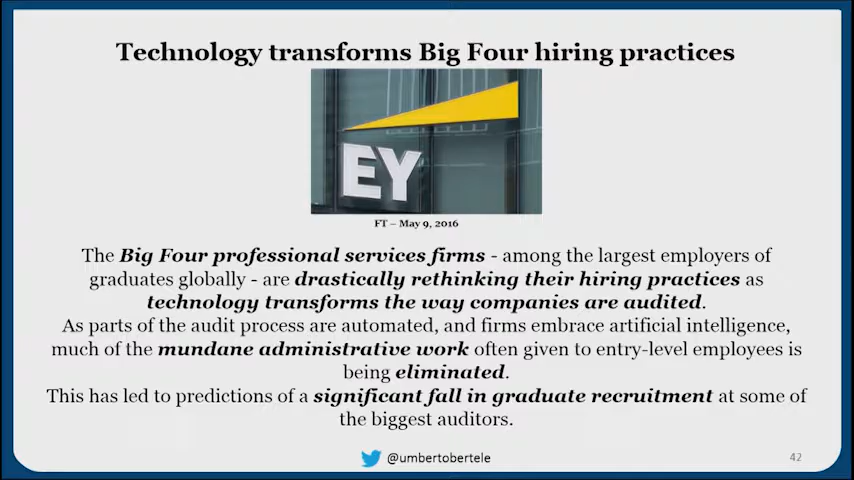 Technology transforms Big Four hiring practices
EY
FT – May 9, 2016
The Big Four professional services firms - among the largest employers of
graduates globally - are drastically rethinking their hiring practices as
technology transforms the way companies are audited.
As parts of the audit process are automated, and firms embrace artificial intelligence,
much of the mundane administrative work often given to entry-level employees is
being eliminated.
This has led to predictions of a significant fall in graduate recruitment at some of
the biggest auditors.
@umbertobertele
42